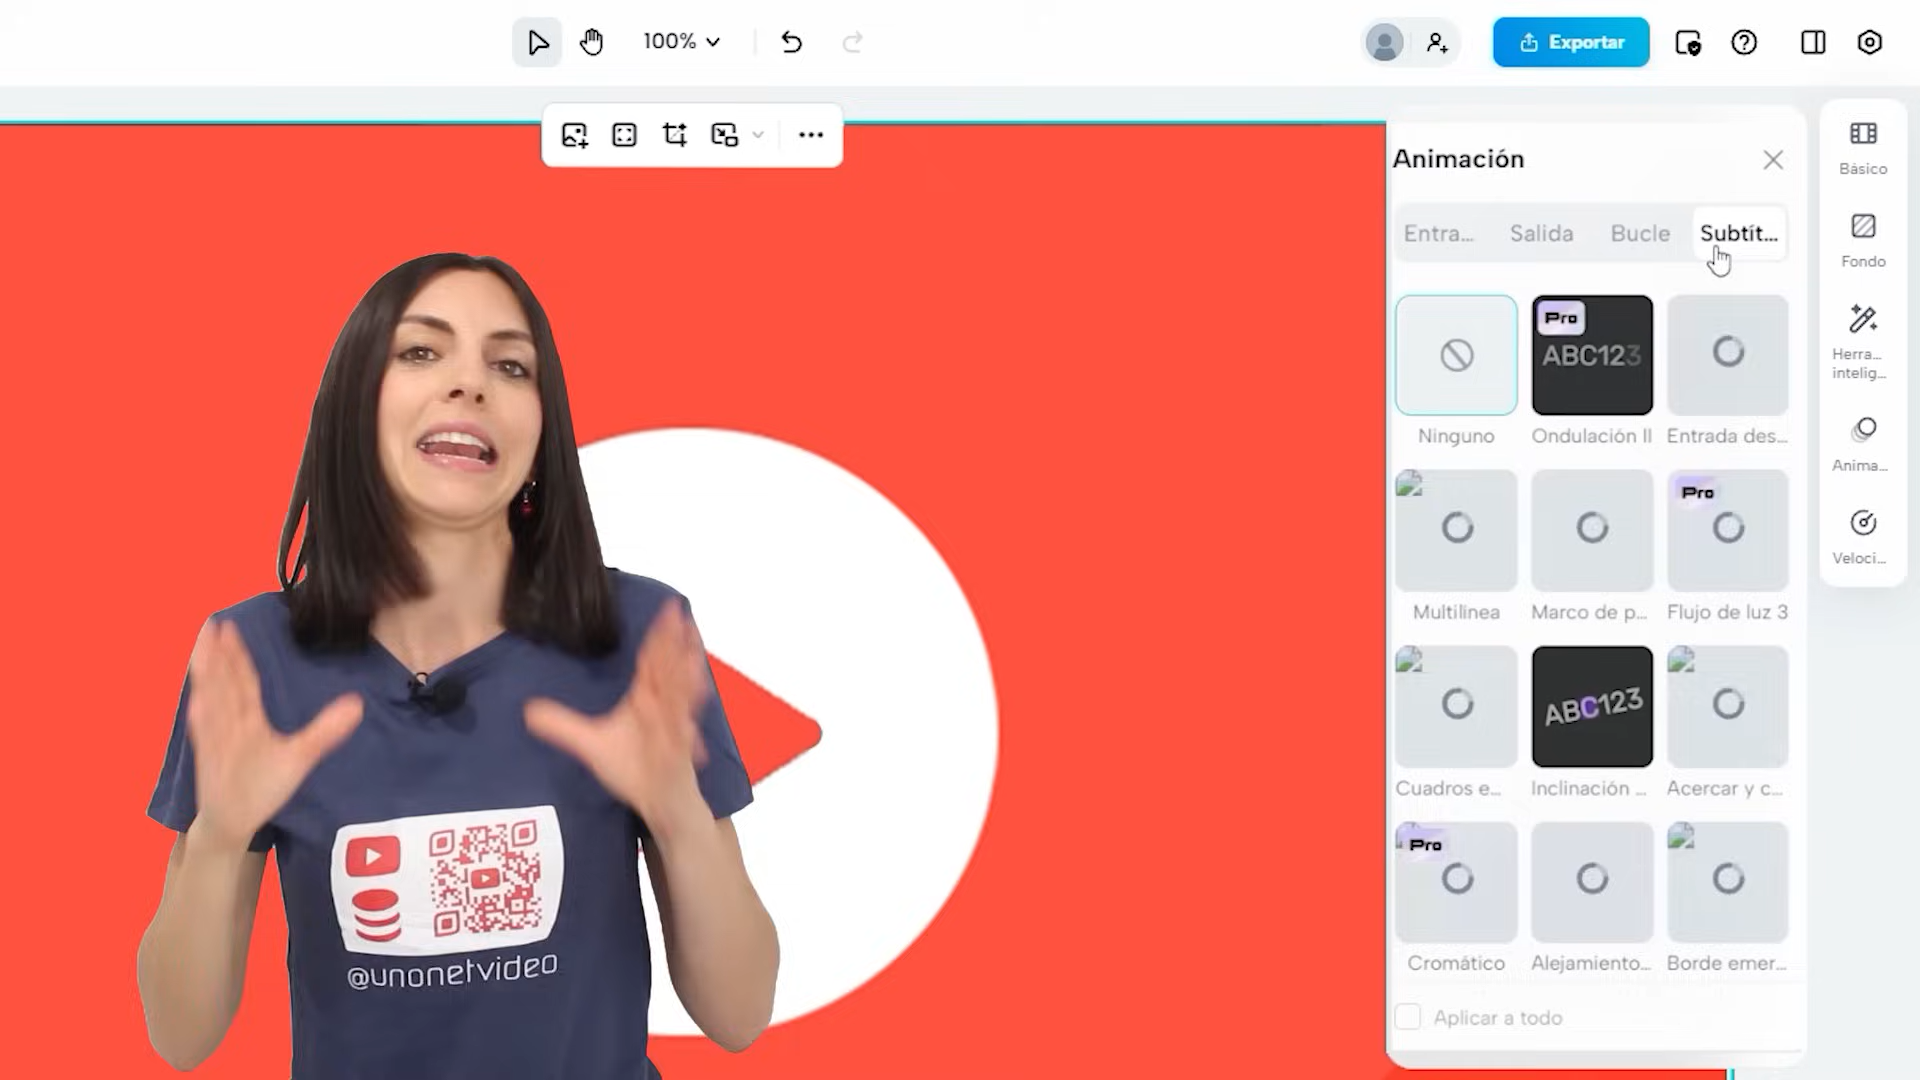 100%
Exportar
Animación
Entra...
Salida
Bucle
Subtít...
Pro
ABC123
Ninguno
Ondulación II
Entrada des...
Pro
Multilínea
Marco de p...
Flujo de luz 3
ABC123
Cuadros e...
Inclinación ...
Acercar y c...
Pro
Cromático
Alejamiento...
Borde emer...
Aplicar a todo
Básico
Fondo
Herra...
intelig...
Anima...
Veloci...
@unonetvideo